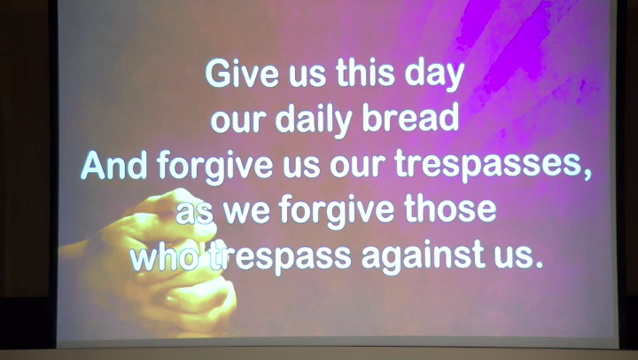 Give us this day
our daily bread
And forgive us our trespasses,
as we forgive those
who trespass against us.